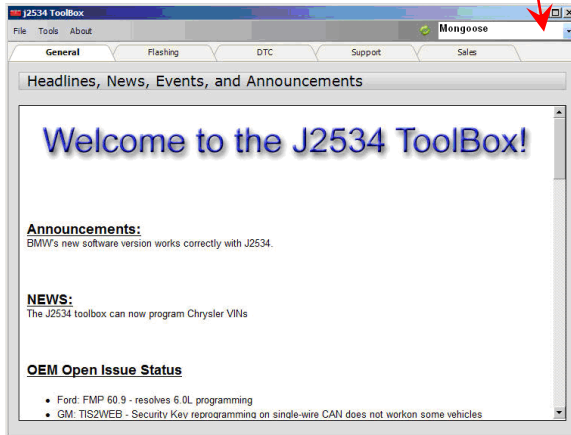 J2534 ToolBox
File Tools About
Mongoose
General Flashing DTC Support Sales
Headlines, News, Events, and Announcements
Welcome to the J2534 ToolBox!
Announcements:
BMW's new software version works correctly with J2534.
NEWS:
The J2534 toolbox can now program Chrysler VINs
OEM Open Issue Status
• Ford: FMP 60.9 - resolves 6.0L programming
• GM: TIS2WEB - Security Key reprogramming on single-wire CAN does not workon some vehicles